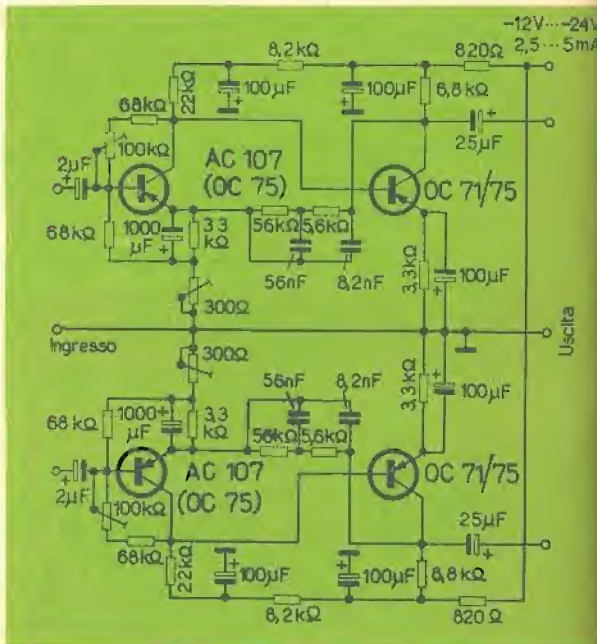 -12V...-24V
8,2kΩ 820Ω 2,5...5mA
22kΩ 100µF 100µF 6,8kΩ
68kΩ
25µF
100kΩ AC 107
2µF (OC 75) OC 71/75
68kΩ 1000 3,3 56kΩ 5,6kΩ
µF kΩ
56nF 8,2nF 3,3kΩ 100µF
300Ω
Ingresso Uscita
300Ω
56nF 8,2nF 3,3kΩ 100µF
68kΩ 1000 3,3
µF kΩ 56kΩ 5,6kΩ
2µF AC 107 OC 71/75
100kΩ (OC 75)
25µF
68kΩ
22kΩ 100µF 100µF 6,8kΩ
8,2kΩ 820Ω